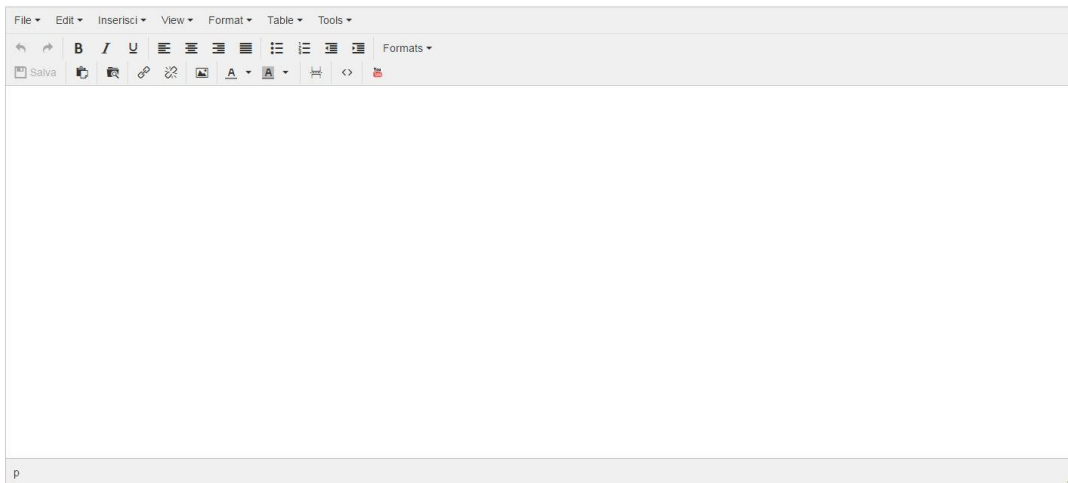 File Edit Inserisci View Format Table Tools
B I U Formats
Salva A A
p